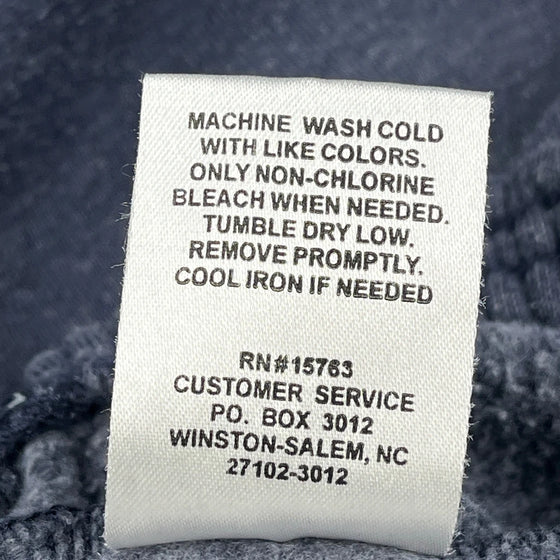 MACHINE WASH COLD
WITH LIKE COLORS.
ONLY NON-CHLORINE
BLEACH WHEN NEEDED.
TUMBLE DRY LOW.
REMOVE PROMPTLY.
COOL IRON IF NEEDED
RN#15763
CUSTOMER SERVICE
PO. BOX 3012
WINSTON-SALEM, NC
27102-3012